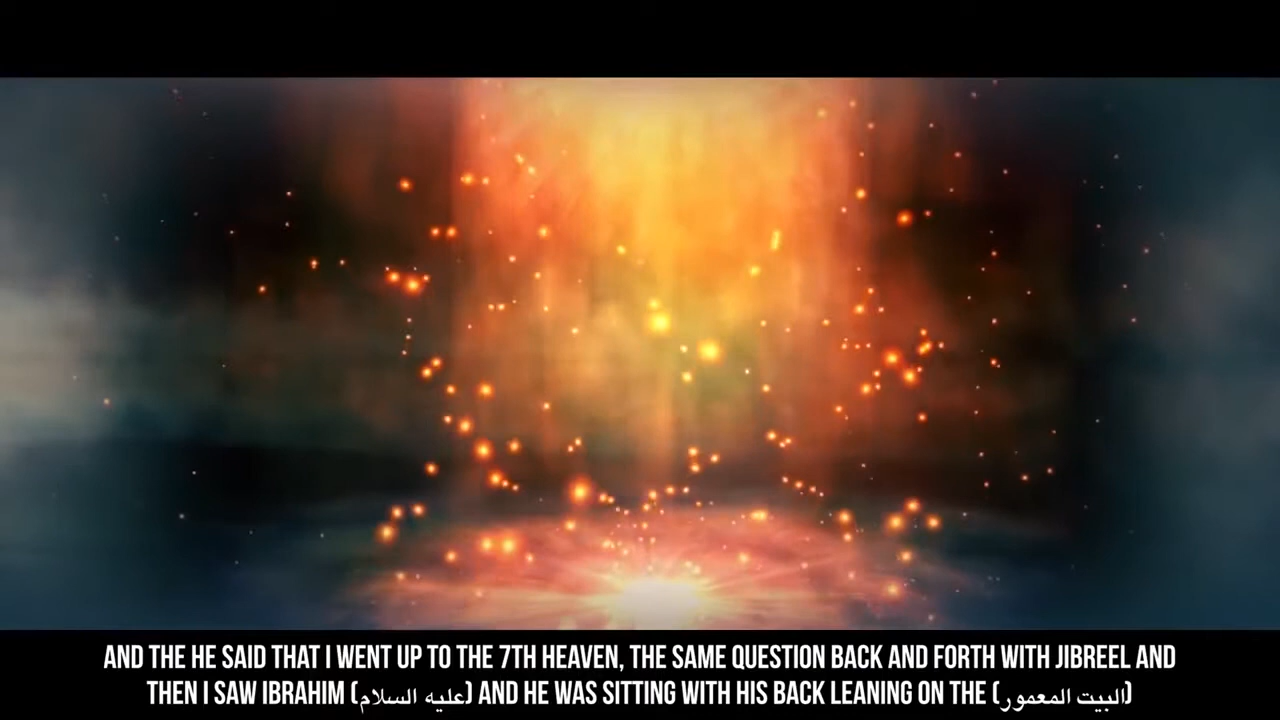 AND THE HE SAID THAT I WENT UP TO THE 7TH HEAVEN, THE SAME QUESTION BACK AND FORTH WITH JIBREEL AND
THEN I SAW IBRAHIM (عليه السلام) AND HE WAS SITTING WITH HIS BACK LEANING ON THE (البيت المعمور)